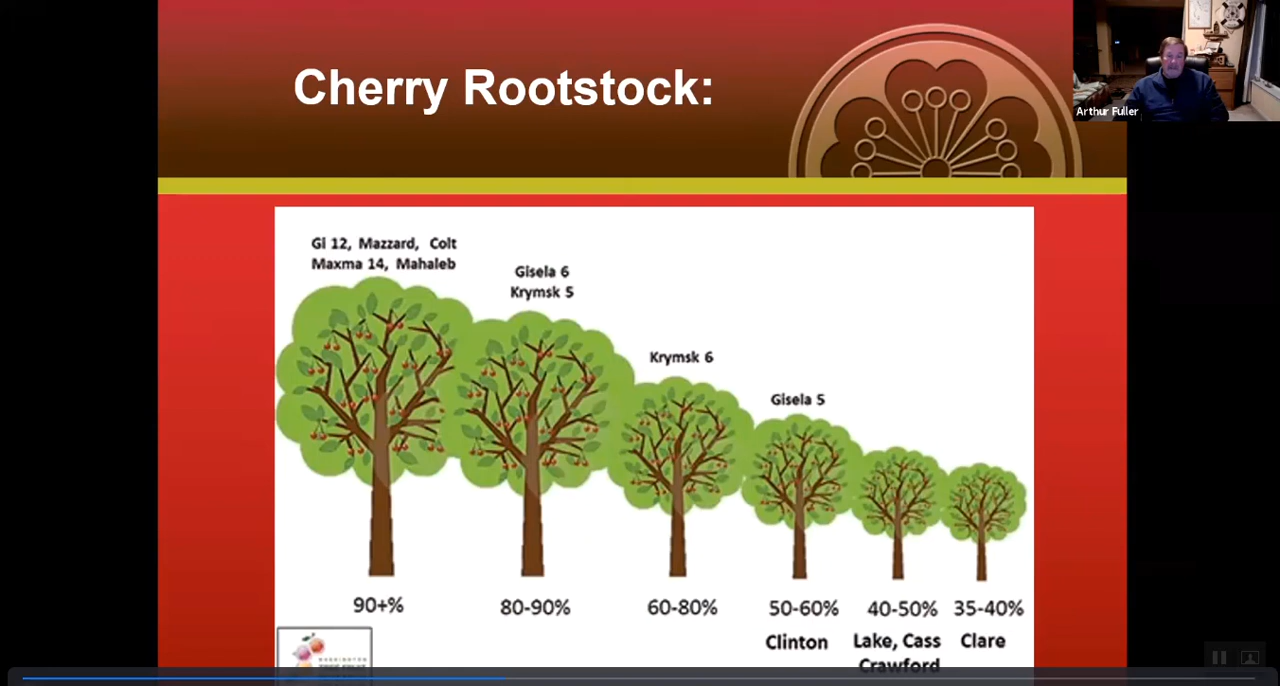 Cherry Rootstock:
Arthur Fuller
Gi 12, Mazzard, Colt
Maxma 14, Mahaleb
Gisela 6
Krymsk 5
Krymsk 6
Gisela 5
90+%
80-90%
60-80%
50-60%
40-50%
35-40%
Clinton
Lake, Cass
Crawford
Clare